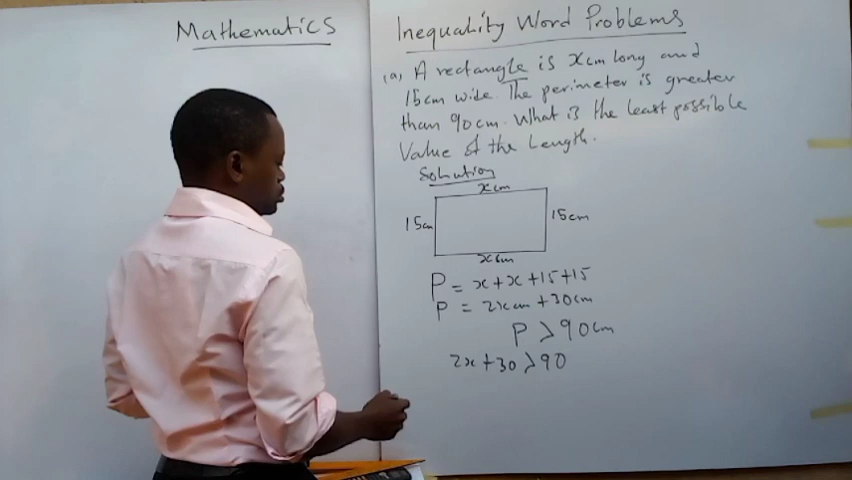 Mathematics
Inequality Word Problems
(a) A rectangle is xcm long and
15cm wide. The perimeter is greater
than 90cm. What is the least possible
Value of the Length.
Solution
xcm
15cm
15cm
xcm
P = x+x+15+15
P = 2xcm+30cm
P > 90cm
2x+30 > 90